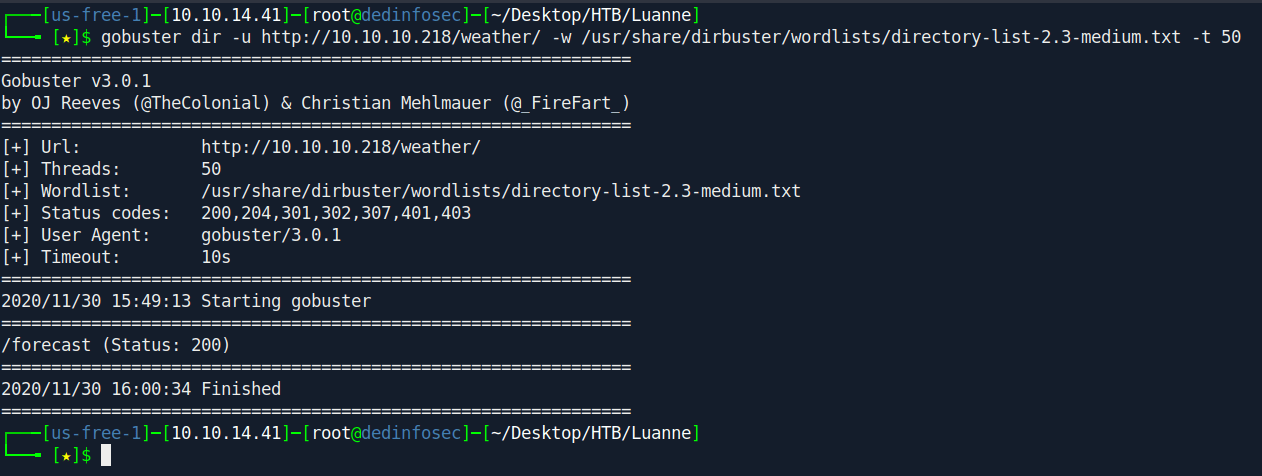 ┌──[us-free-1]─[10.10.14.41]─[root@dedinfosec]─[~/Desktop/HTB/Luanne]
└──╼ [★]$ gobuster dir -u http://10.10.10.218/weather/ -w /usr/share/dirbuster/wordlists/directory-list-2.3-medium.txt -t 50
===============================================================
Gobuster v3.0.1
by OJ Reeves (@TheColonial) & Christian Mehlmauer (@_FireFart_)
===============================================================
[+] Url:            http://10.10.10.218/weather/
[+] Threads:        50
[+] Wordlist:       /usr/share/dirbuster/wordlists/directory-list-2.3-medium.txt
[+] Status codes:   200,204,301,302,307,401,403
[+] User Agent:     gobuster/3.0.1
[+] Timeout:        10s
===============================================================
2020/11/30 15:49:13 Starting gobuster
===============================================================
/forecast (Status: 200)
===============================================================
2020/11/30 16:00:34 Finished
===============================================================
┌──[us-free-1]─[10.10.14.41]─[root@dedinfosec]─[~/Desktop/HTB/Luanne]
└──╼ [★]$